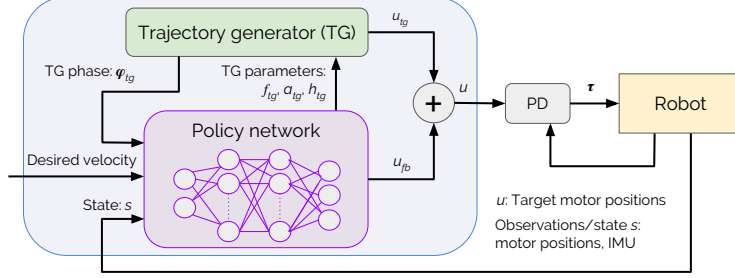 Trajectory generator (TG)
u_tg
TG phase: φ_tg
TG parameters:
f_tg, a_tg, h_tg
u
+
PD
τ
Robot
Policy network
Desired velocity
u_fb
State: s
u: Target motor positions
Observations/state s:
motor positions, IMU